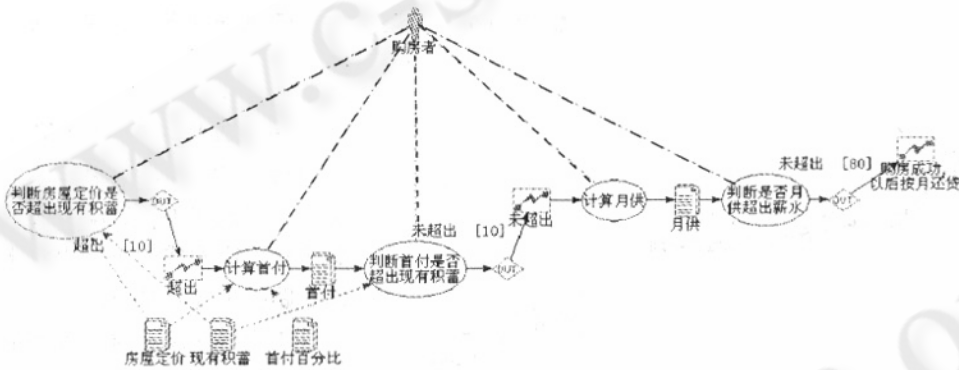 购房者
判断房屋定价是
否超出现有积蓄
OUT
超出 [10]
超出
计算首付
首付
未超出 [10]
判断首付是否
超出现有积蓄
OUT
未超出
计算月供
月供
判断是否月
供超出薪水
未超出 [80]
OUT
购房成功,
以后按月还贷
房屋定价
现有积蓄
首付百分比
www.c-s